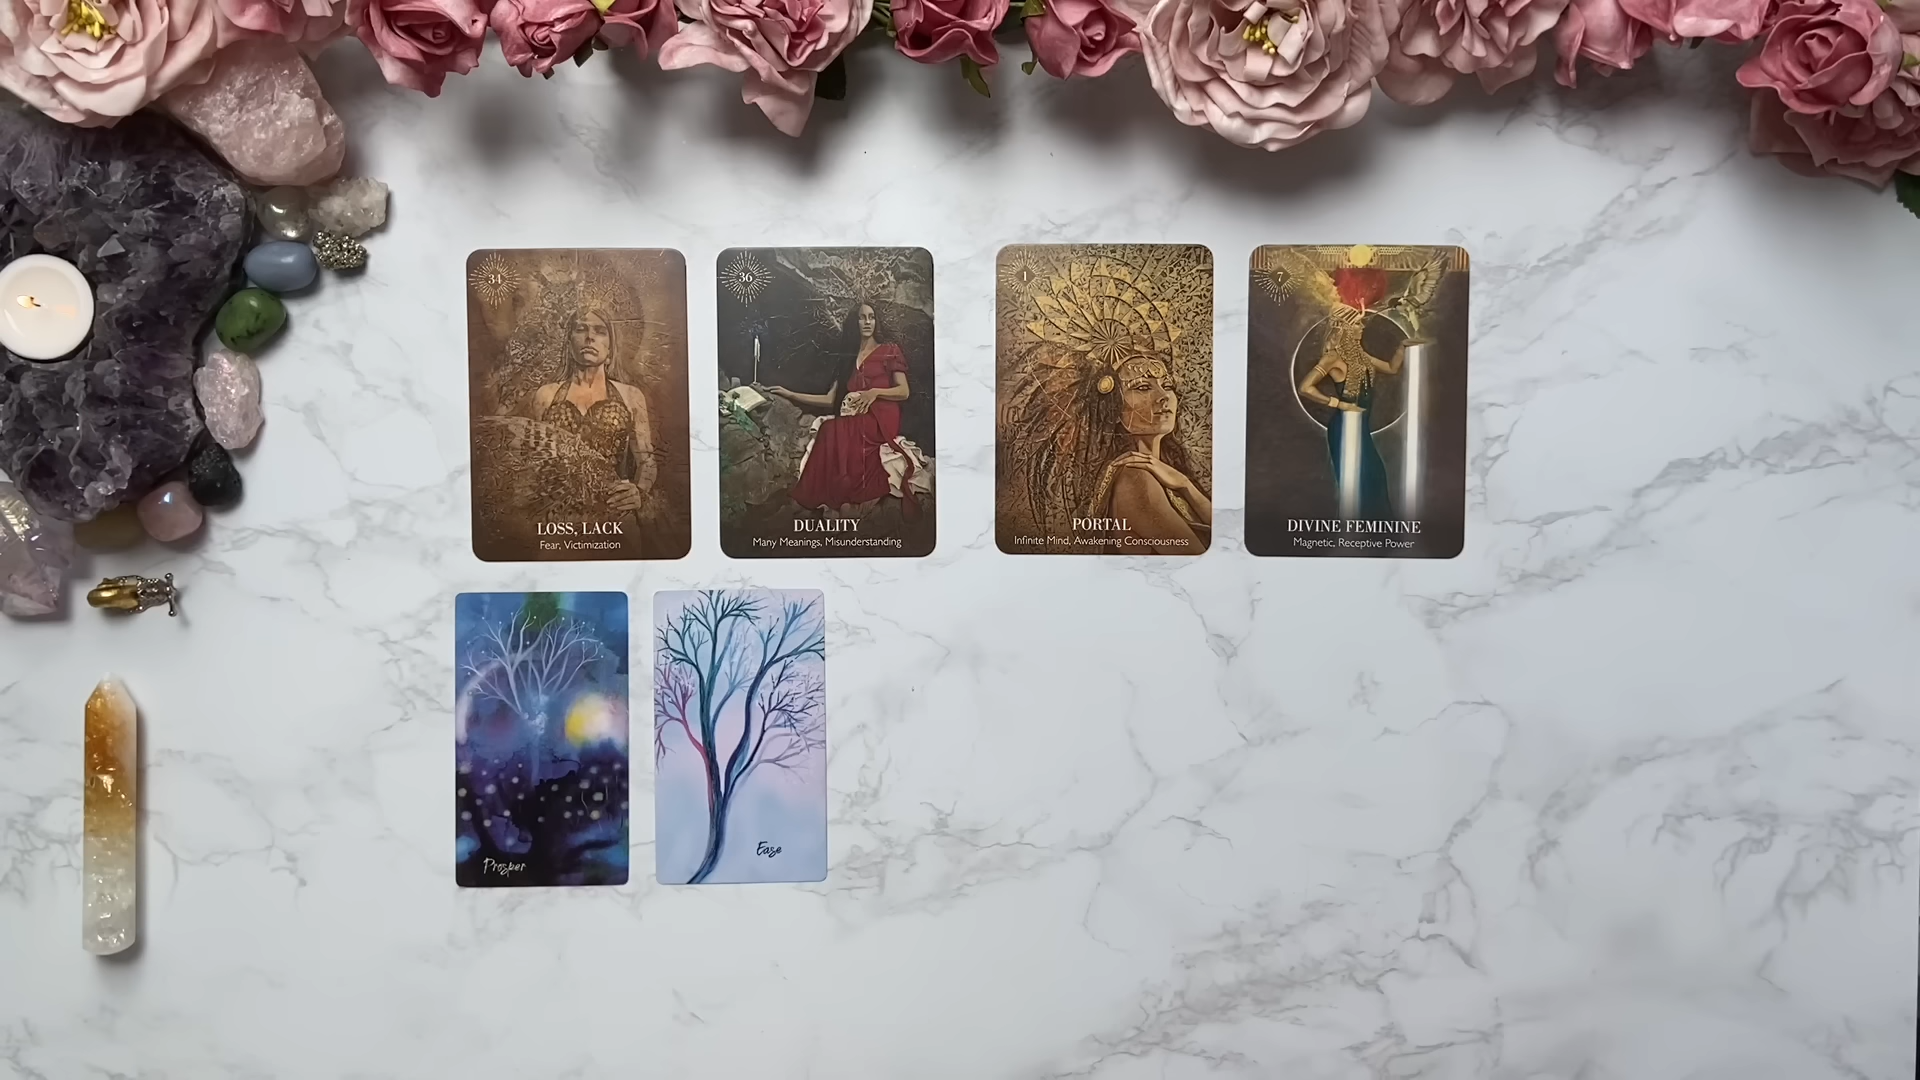 34
LOSS, LACK
Fear, Victimization
36
DUALITY
Many Meanings, Misunderstanding
1
PORTAL
Infinite Mind, Awakening Consciousness
7
DIVINE FEMININE
Magnetic, Receptive Power
Prosper
Ease